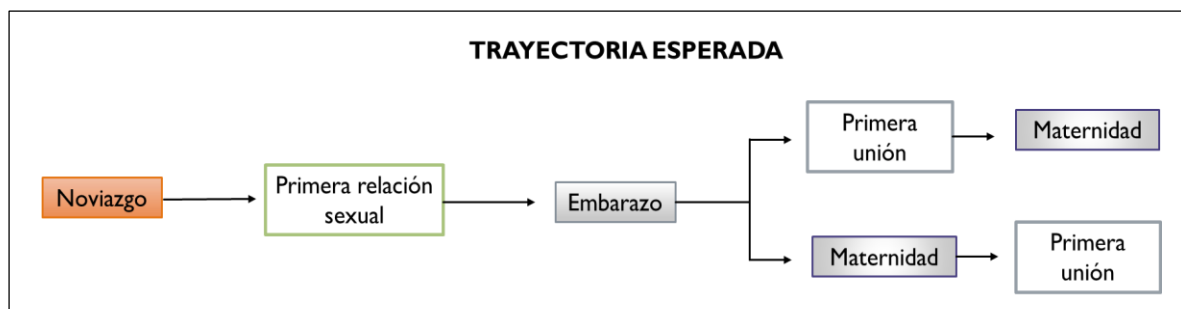 TRAYECTORIA ESPERADA
Noviazgo
Primera relación
sexual
Embarazo
Primera
unión
Maternidad
Maternidad
Primera
unión